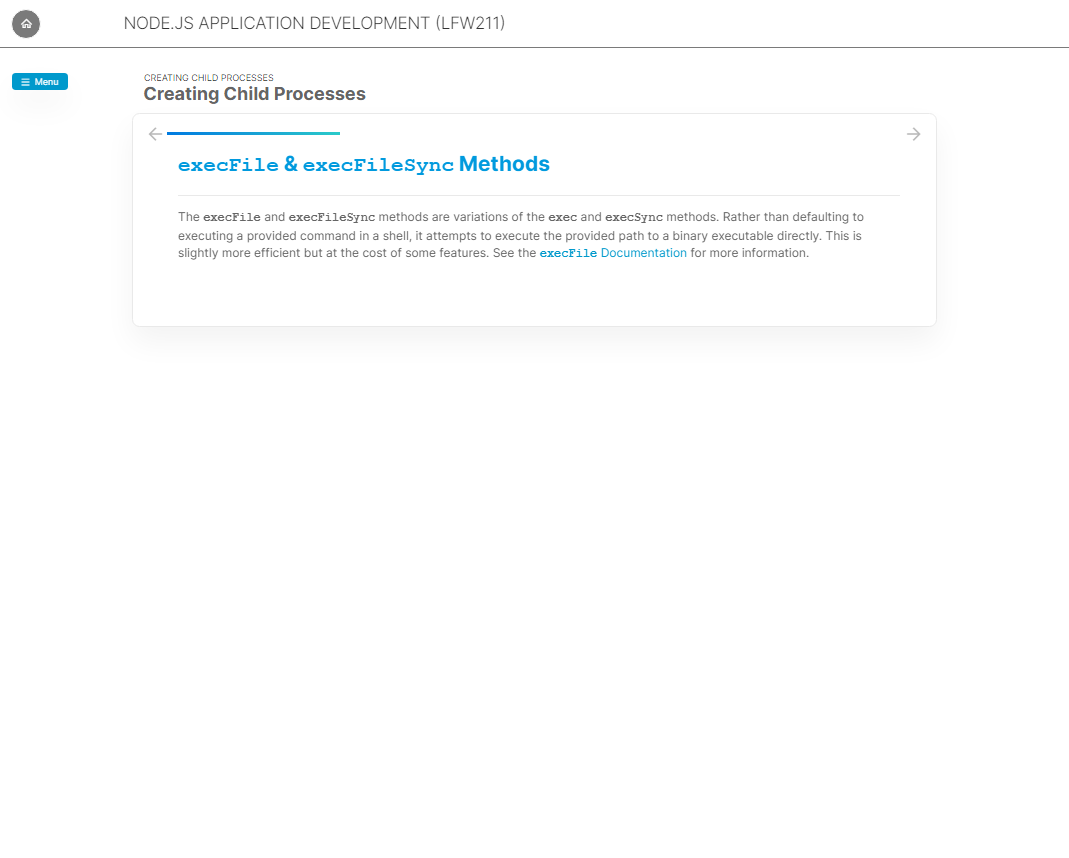 NODE.JS APPLICATION DEVELOPMENT (LFW211)
Menu
CREATING CHILD PROCESSES
Creating Child Processes
execFile & execFileSync Methods
The execFile and execFileSync methods are variations of the exec and execSync methods. Rather than defaulting to
executing a provided command in a shell, it attempts to execute the provided path to a binary executable directly. This is
slightly more efficient but at the cost of some features. See the execFile Documentation for more information.